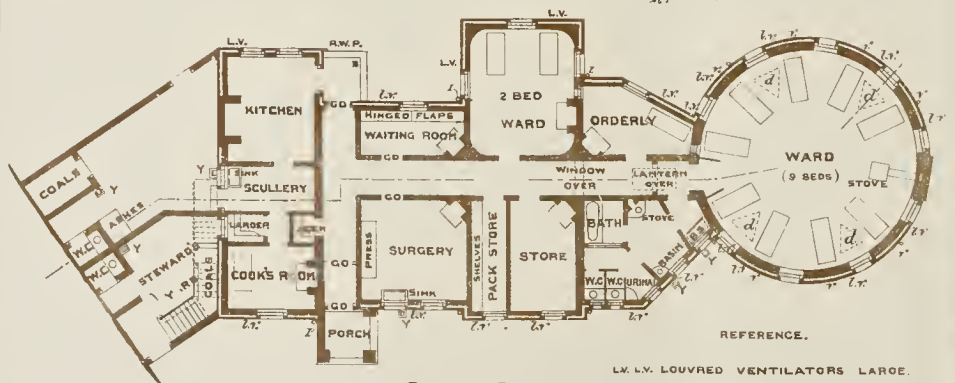 L.V.
L.V.
R.W.P.
L.V.
KITCHEN
GO
l.v.
I
I
HINGED FLAPS
WAITING ROOM
GO
2 BED
WARD
ORDERLY
l.v.
l.v.
l.v.
r.
r.
r.
r.
d
d
WARD
(9 BEDS)
STOVE
d
d
COALS
Y
ASHES
W.C
W.C
Y
Y
SINK
SCULLERY
LARDER
COOK'S ROOM
STEWARD
Y
COALS
l.v.
I
GO
GO
GO
PORCH
PRESS
SURGERY
SINK
Y
l.v.
SHELVES
PACK STORE
STORE
l.v.
WINDOW
OVER
LANTERN
OVER
BATH
STOVE
W.C
W.C
URINAL
BASIN
B.S.
l.v.
Y
l.v.
REFERENCE.
L.V. L.V. LOUVRED VENTILATORS LARGE.